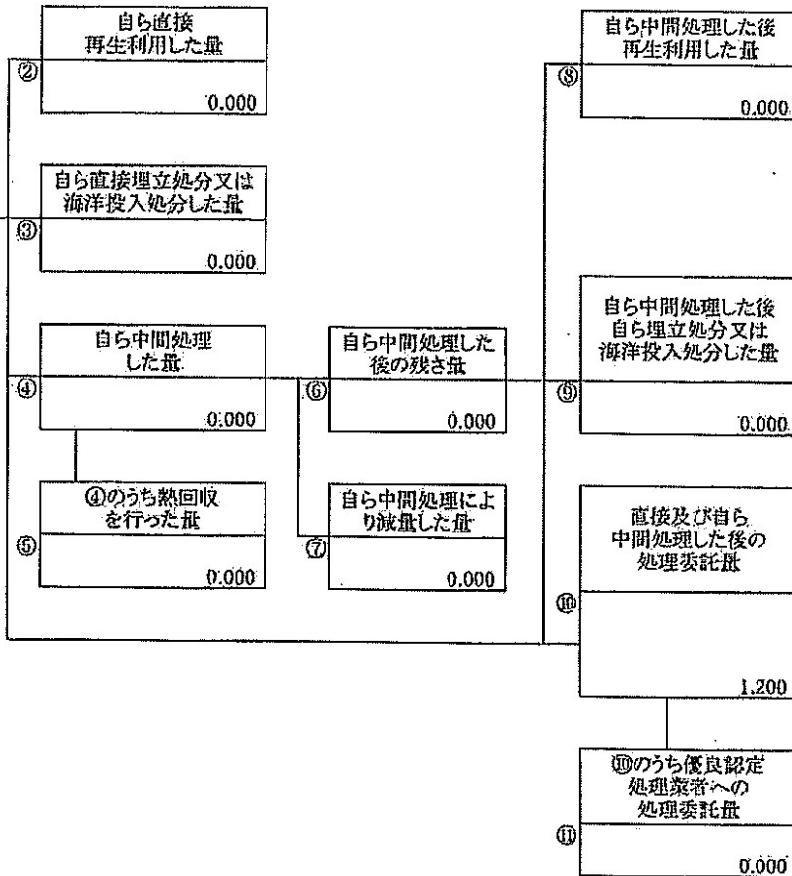 自ら直接
再生利用した量
②
0.000
自ら直接埋立処分又は
海洋投入処分した量
③
0.000
自ら中間処理
した量
④
0.000
④のうち熱回収
を行った量
⑤
0.000
自ら中間処理した
後の残さ量
⑥
0.000
自ら中間処理によ
り減量した量
⑦
0.000
自ら中間処理した後
再生利用した量
⑧
0.000
自ら中間処理した後
自ら埋立処分又は
海洋投入処分した量
⑨
0.000
直接及び自ら
中間処理した後の
処理委託量
⑩
1.200
⑩のうち優良認定
処理業者への
処理委託量
⑪
0.000